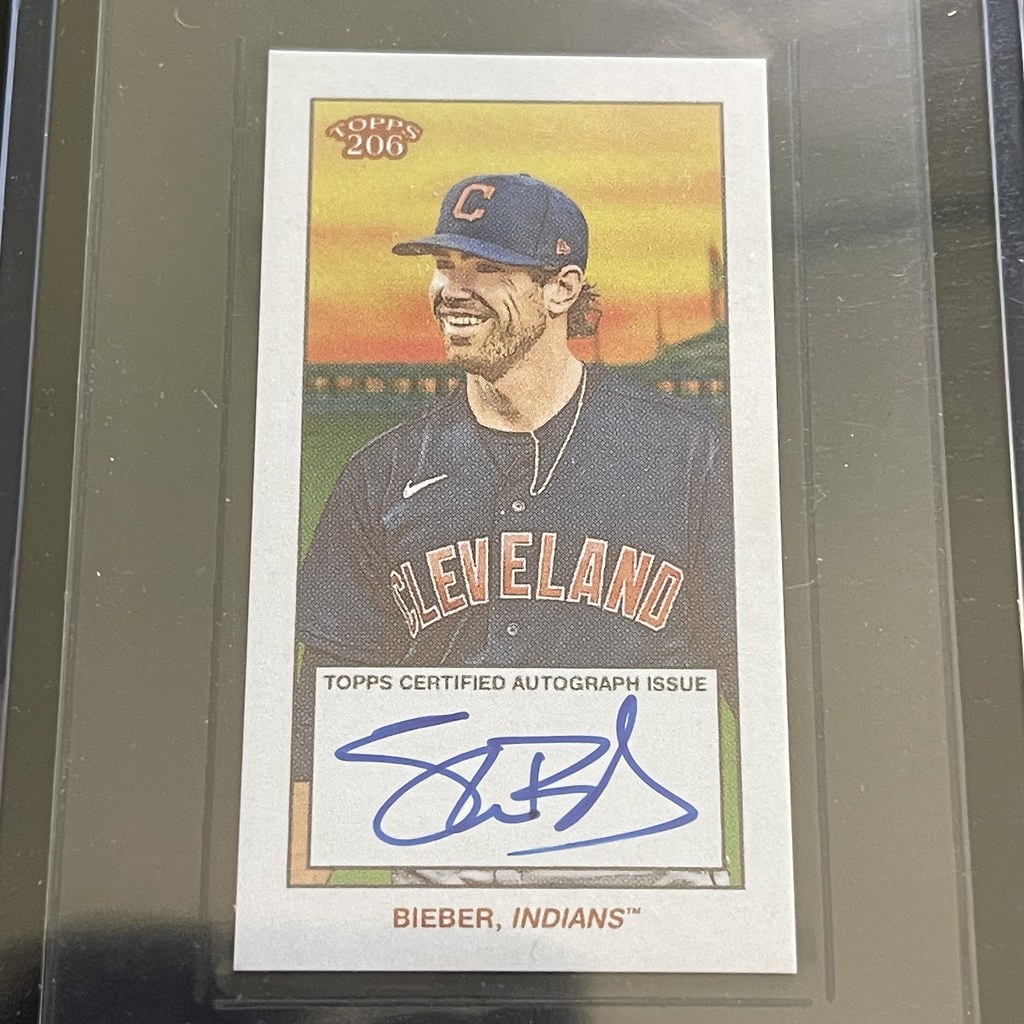 TOPPS
206
C
CLEVELAND
TOPPS CERTIFIED AUTOGRAPH ISSUE
BIEBER, INDIANS™